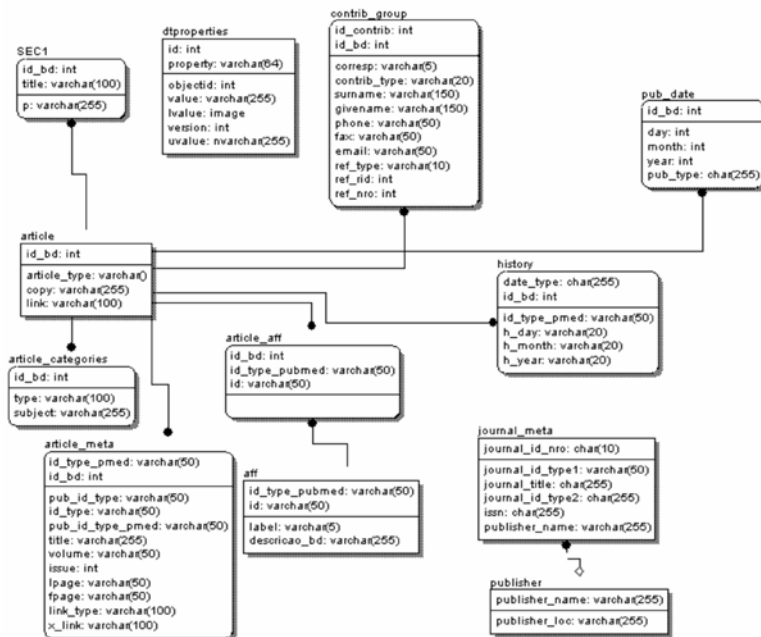 SEC1
id_bd: int
title: varchar(100)
p: varchar(255)
dtproperties
id: int
property: varchar(64)
objectid: int
value: varchar(255)
lvalue: image
version: int
uvalue: nvarchar(255)
contrib_group
id_contrib: int
id_bd: int
corresp: varchar(5)
contrib_type: varchar(20)
surname: varchar(150)
givename: varchar(150)
phone: varchar(50)
fax: varchar(50)
email: varchar(50)
ref_type: varchar(10)
ref_rid: int
ref_nro: int
pub_date
id_bd: int
day: int
month: int
year: int
pub_type: char(255)
article
id_bd: int
article_type: varchar()
copy: varchar(255)
link: varchar(100)
history
date_type: char(255)
id_bd: int
id_type_pmed: varchar(50)
h_day: varchar(20)
h_month: varchar(20)
h_year: varchar(20)
article_categories
id_bd: int
type: varchar(100)
subject: varchar(255)
article_aff
id_bd: int
id_type_pubmed: varchar(50)
id: varchar(50)
article_meta
id_type_pmed: varchar(50)
id_bd: int
pub_id_type: varchar(50)
id_type: varchar(50)
pub_id_type_pmed: varchar(50)
title: varchar(255)
volume: varchar(50)
issue: int
lpage: varchar(50)
fpage: varchar(50)
link_type: varchar(100)
x_link: varchar(100)
aff
id_type_pubmed: varchar(50)
id: varchar(50)
label: varchar(5)
descricao_bd: varchar(255)
journal_meta
journal_id_nro: char(10)
journal_id_type1: varchar(50)
journal_title: char(255)
journal_id_type2: char(255)
issn: char(255)
publisher_name: varchar(255)
publisher
publisher_name: varchar(255)
publisher_loc: varchar(255)